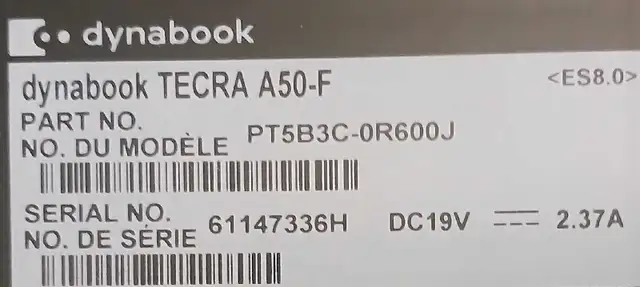 dynabook
dynabook TECRA A50-F <ES8.0>
PART NO.
NO. DU MODÈLE PT5B3C-0R600J
SERIAL NO.
NO. DE SÉRIE 61147336H DC19V 2.37A